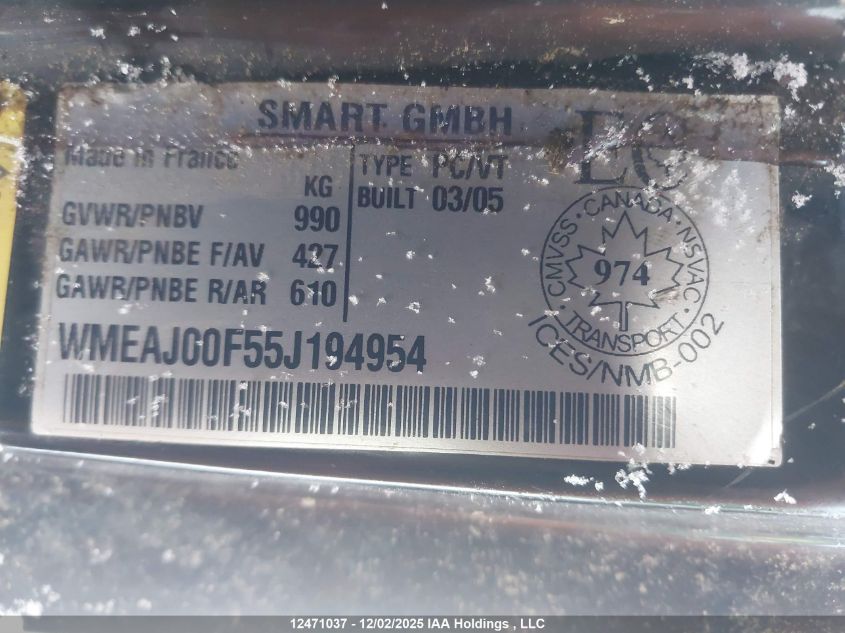 SMART GMBH
EC
Made in France
TYPE PC/VT
KG
BUILT 03/05
GVWR/PNBV 990
GAWR/PNBE F/AV 427
GAWR/PNBE R/AR 610
CMVSS · CANADA · NSVAC
974
TRANSPORT
ICES/NMB-002
WMEAJ00F55J194954
12471037 - 12/02/2025 IAA Holdings , LLC